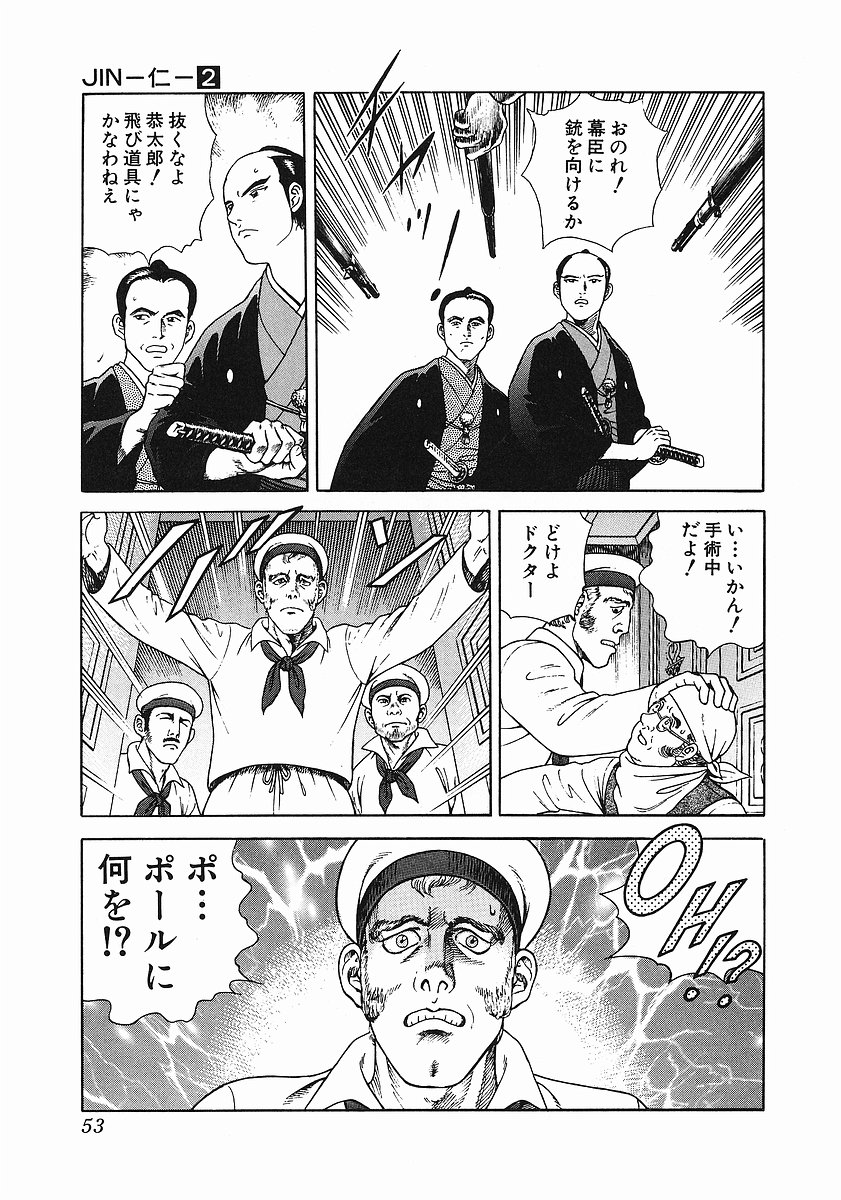 JIN―仁―2
おのれ!
幕臣に
銃を向けるか
抜くなよ
恭太郎!
飛び道具にゃ
かなわねえ
い…いかん!
手術中
だよ!
どけよ
ドクター
バァン
OH!?
ポ…
ポールに
何を!?
53